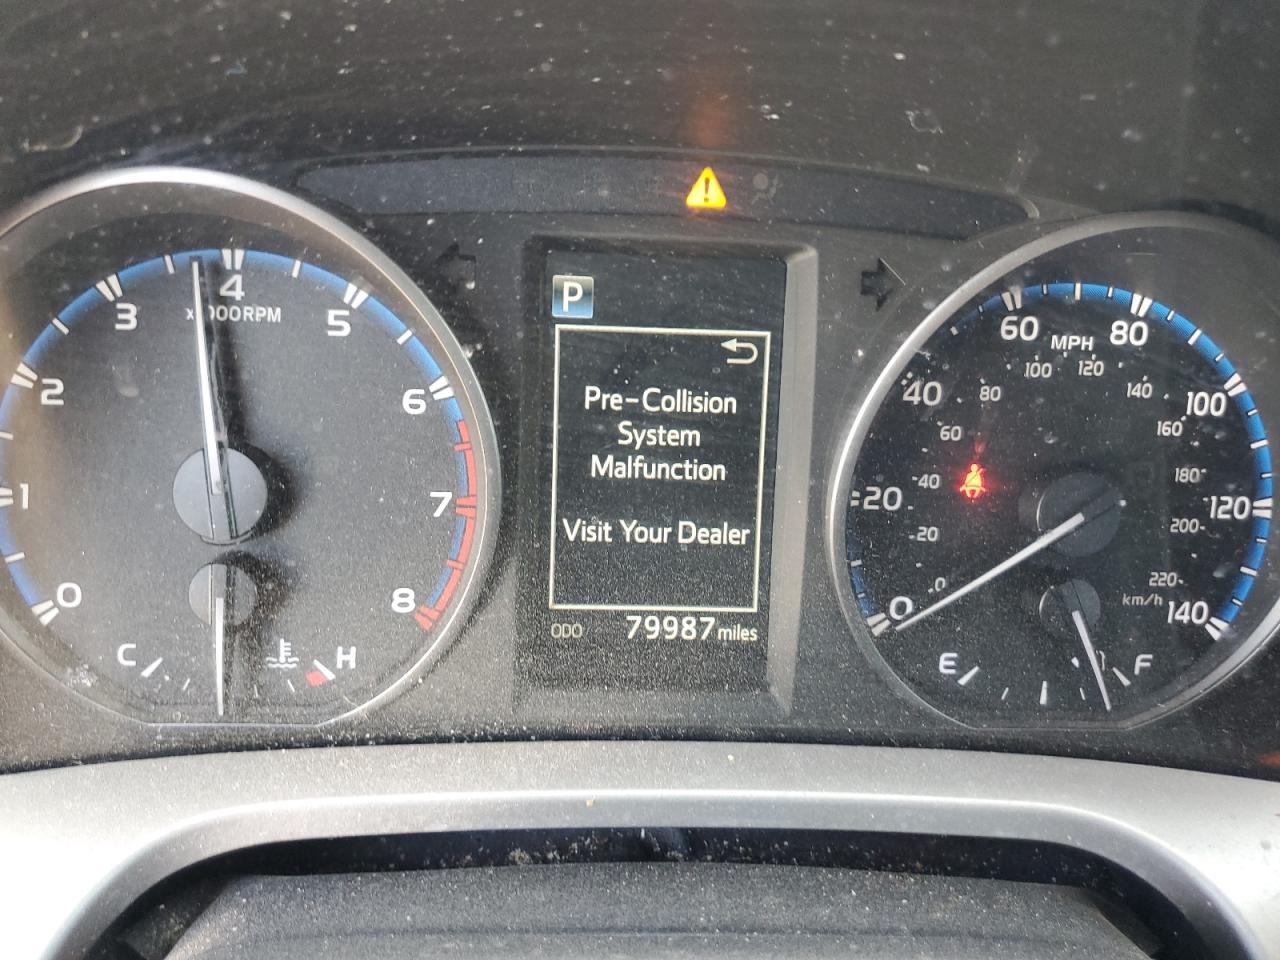 P
Pre-Collision
System
Malfunction
Visit Your Dealer
ODO 79987 miles
0
1
2
3
4
5
6
7
8
x1000RPM
C
H
0
20
40
60
80
100
120
140
MPH
0
20
40
60
80
100
120
140
160
180
200
220
km/h
E
F